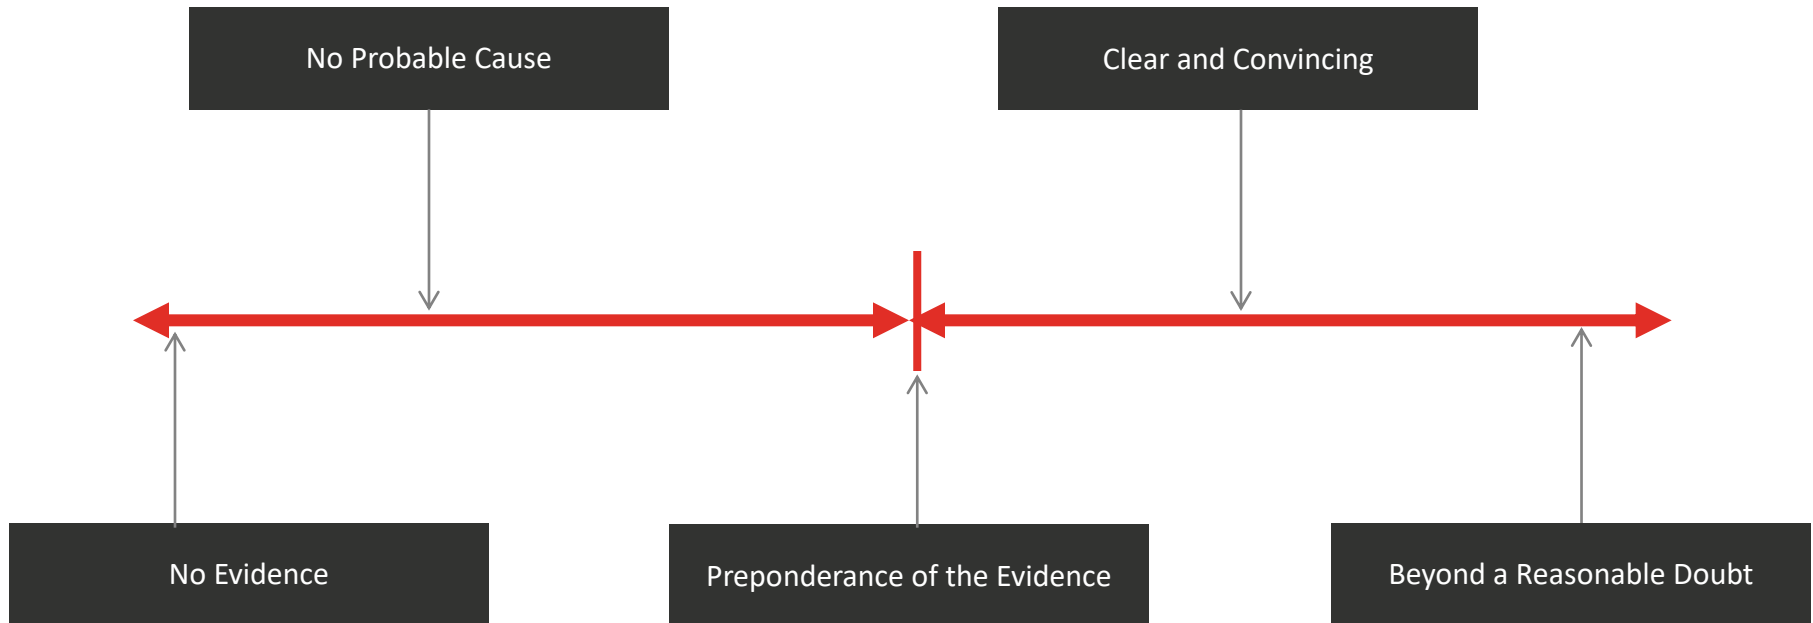 No Probable Cause
Clear and Convincing
No Evidence
Preponderance of the Evidence
Beyond a Reasonable Doubt